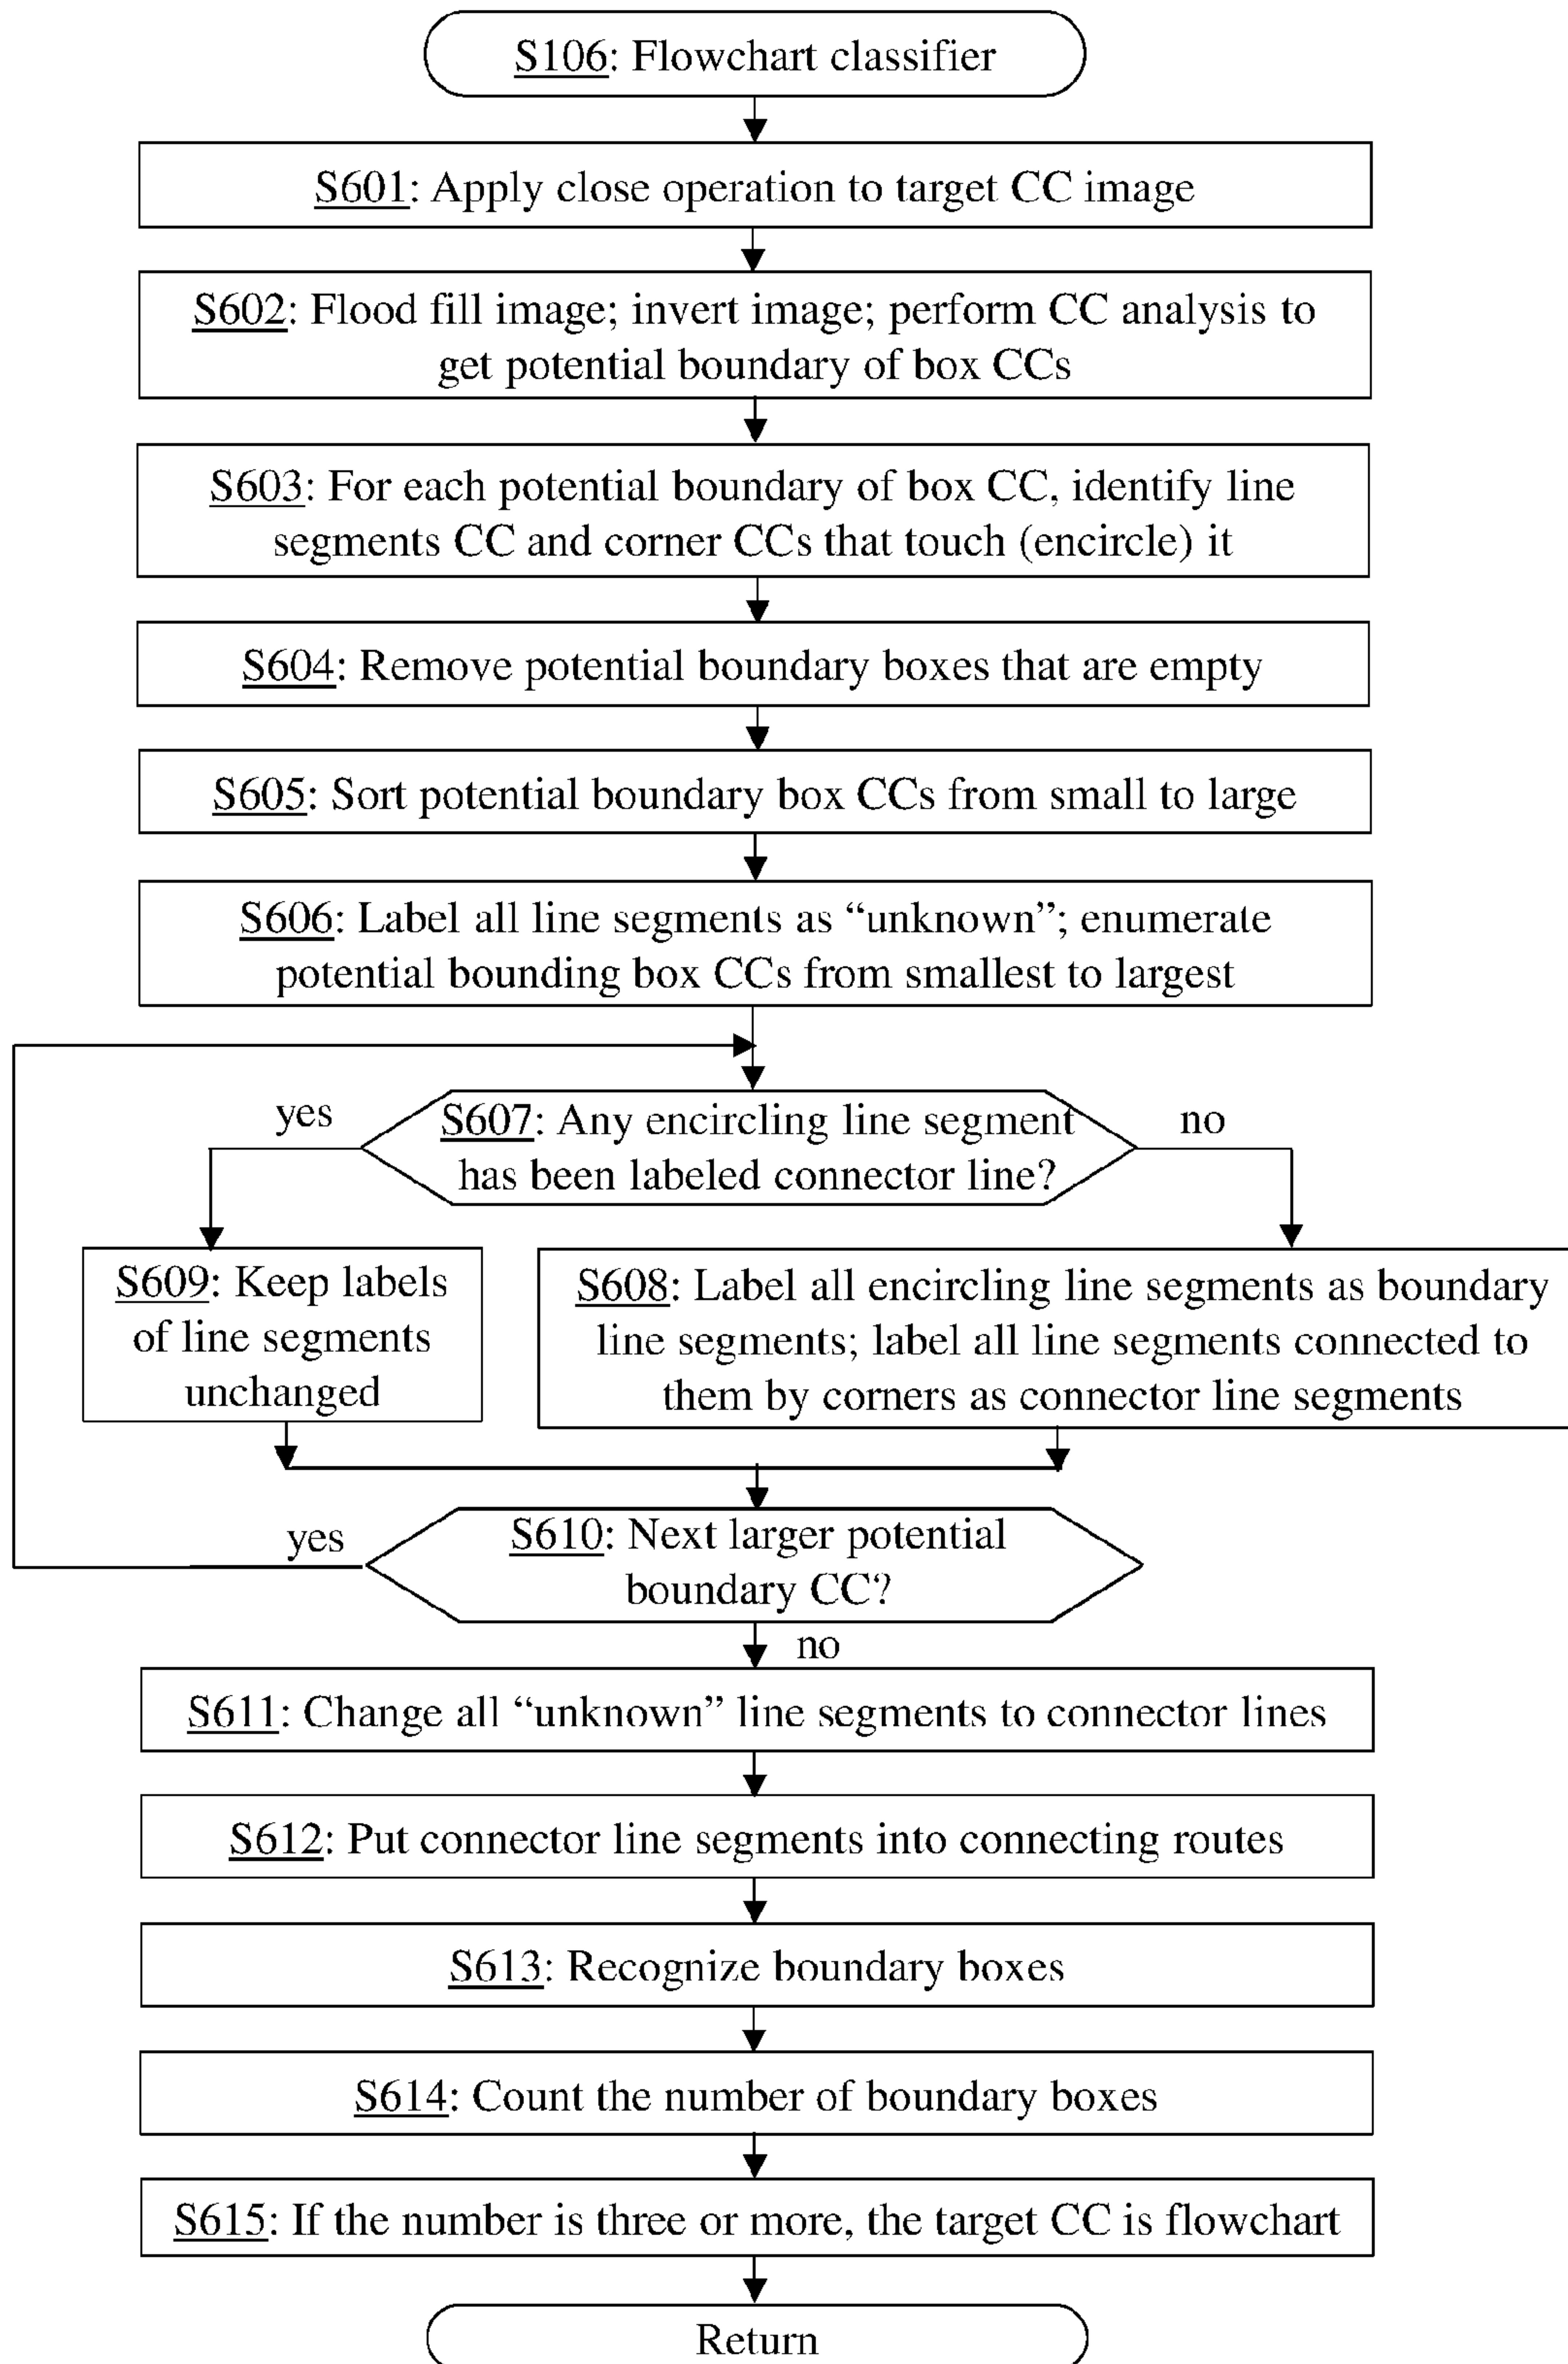 S106: Flowchart classifier
S601: Apply close operation to target CC image
S602: Flood fill image; invert image; perform CC analysis to
get potential boundary of box CCs
S603: For each potential boundary of box CC, identify line
segments CC and corner CCs that touch (encircle) it
S604: Remove potential boundary boxes that are empty
S605: Sort potential boundary box CCs from small to large
S606: Label all line segments as “unknown”; enumerate
potential bounding box CCs from smallest to largest
yes
S607: Any encircling line segment
has been labeled connector line?
no
S609: Keep labels
of line segments
unchanged
S608: Label all encircling line segments as boundary
line segments; label all line segments connected to
them by corners as connector line segments
yes
S610: Next larger potential
boundary CC?
no
S611: Change all “unknown” line segments to connector lines
S612: Put connector line segments into connecting routes
S613: Recognize boundary boxes
S614: Count the number of boundary boxes
S615: If the number is three or more, the target CC is flowchart
Return